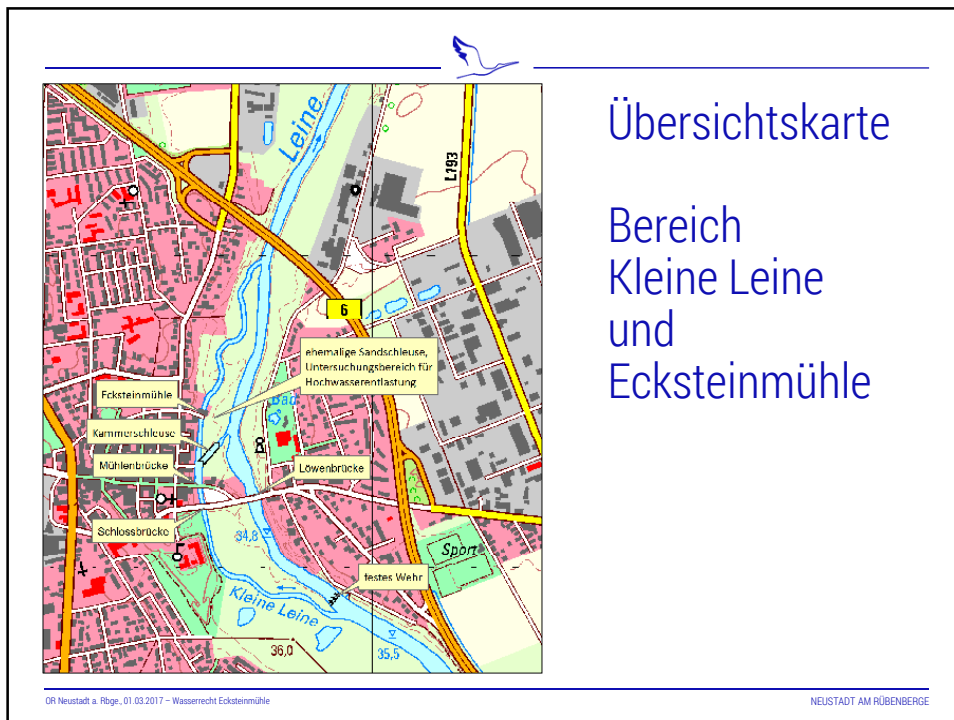 Übersichtskarte
Bereich
Kleine Leine
und
Ecksteinmühle
Leine
L193
6
ehemalige Sandschleuse,
Untersuchungsbereich für
Hochwasserentlastung
Bad
Ecksteinmühle
Kammerschleuse
Mühlenbrücke
Löwenbrücke
Schlossbrücke
34,8
Sport
festes Wehr
Kleine Leine
36,0
35,5
OR Neustadt a. Rbge., 01.03.2017 – Wasserrecht Ecksteinmühle
NEUSTADT AM RÜBENBERGE